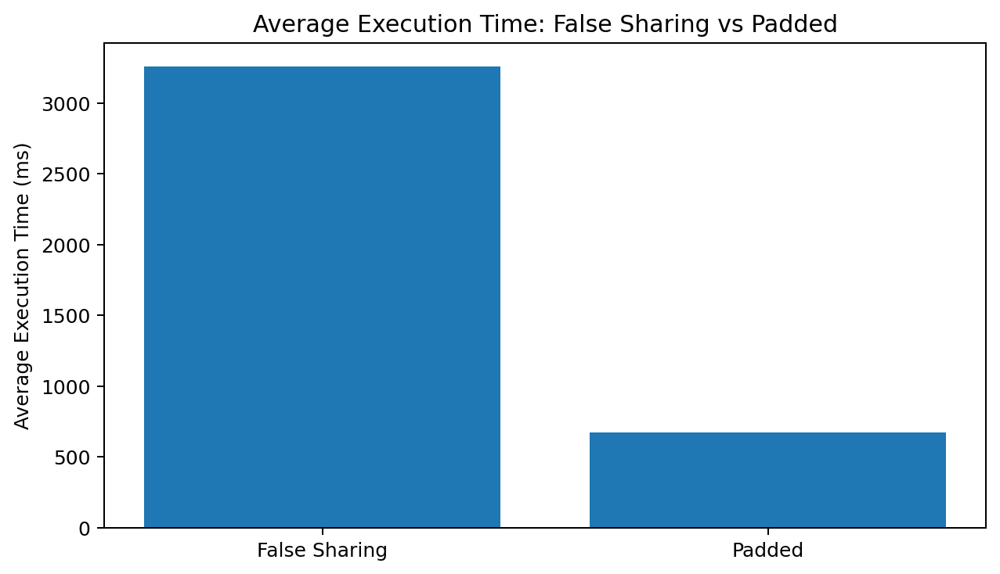 Average Execution Time: False Sharing vs Padded
Average Execution Time (ms)
3000
2500
2000
1500
1000
500
0
False Sharing
Padded